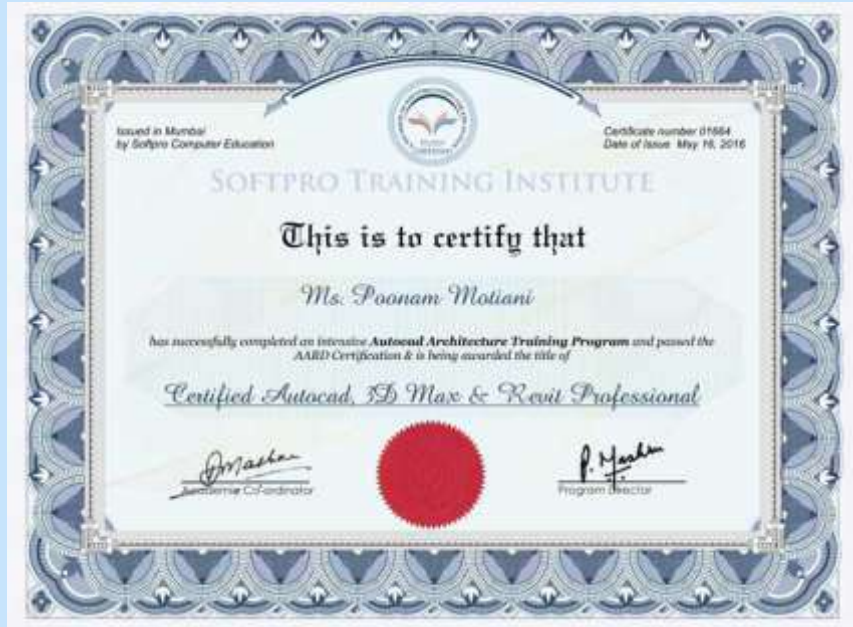 Issued in Mumbai
by Softpro Computer Education
Certificate number 01664
Date of Issue May 16, 2016
SOFTPRO TRAINING INSTITUTE
This is to certify that
Ms. Poonam Motiani
has successfully completed an intensive Autocad Architecture Training Program and passed the
AARD Certification & is being awarded the title of
Certified Autocad, 3D Max & Revit Professional
Academic Co-ordinator
P. Mashru
Program Director